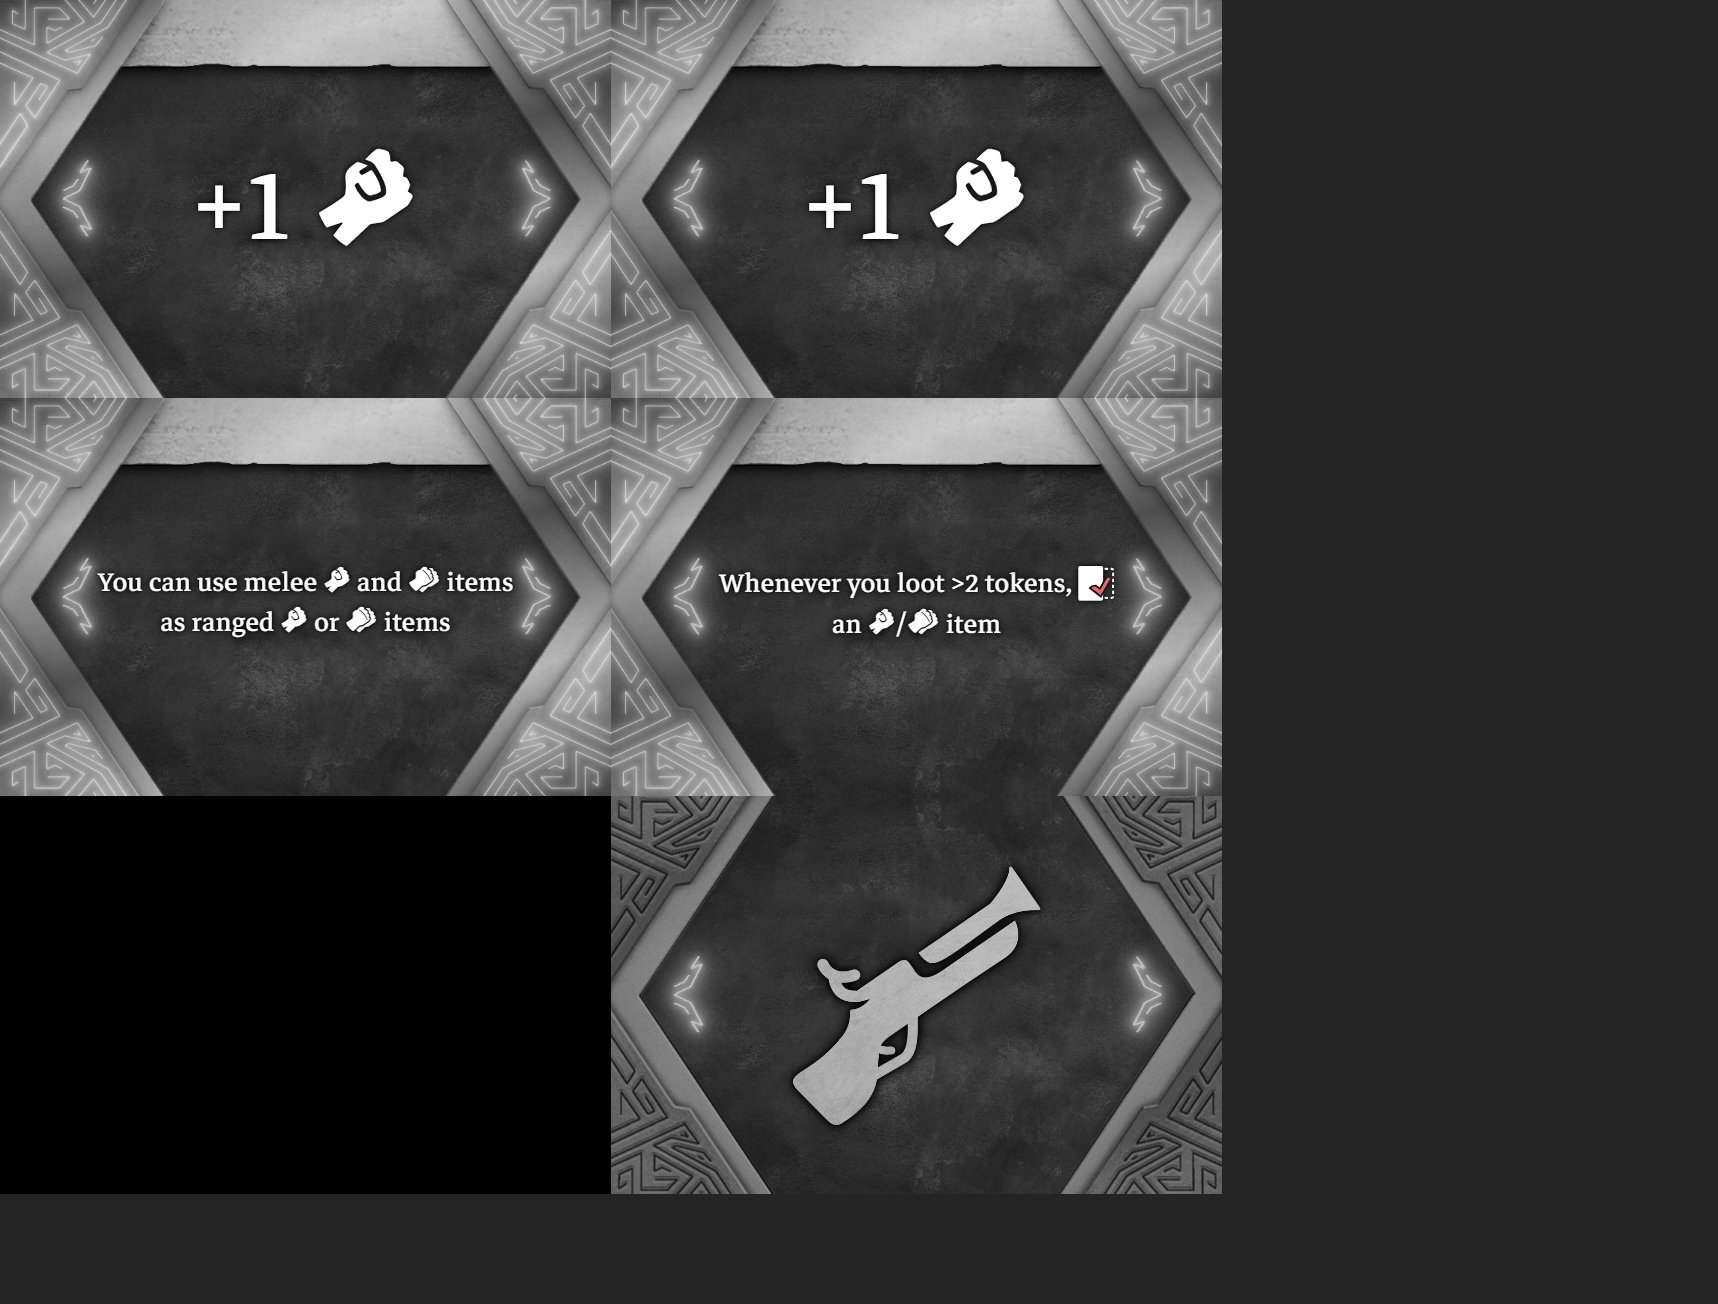 +1
+1
You can use melee and items
as ranged or items
Whenever you loot >2 tokens,
an / item